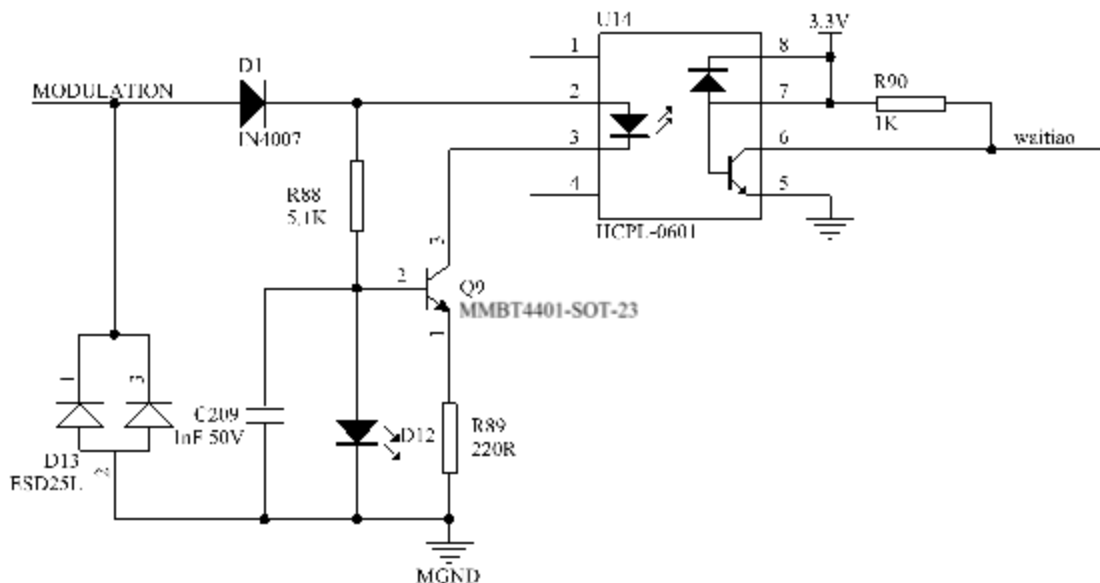 U14
3.3V
D1
1
8
MODULATION
2
7
R90
1K
IN4007
3
6
waitiao
R88
5.1K
4
5
HCPL-0601
3
2
Q9
MMBT4401-SOT-23
1
1
3
C209
1nF 50V
D12
R89
220R
D13
ESD25L
2
MGND